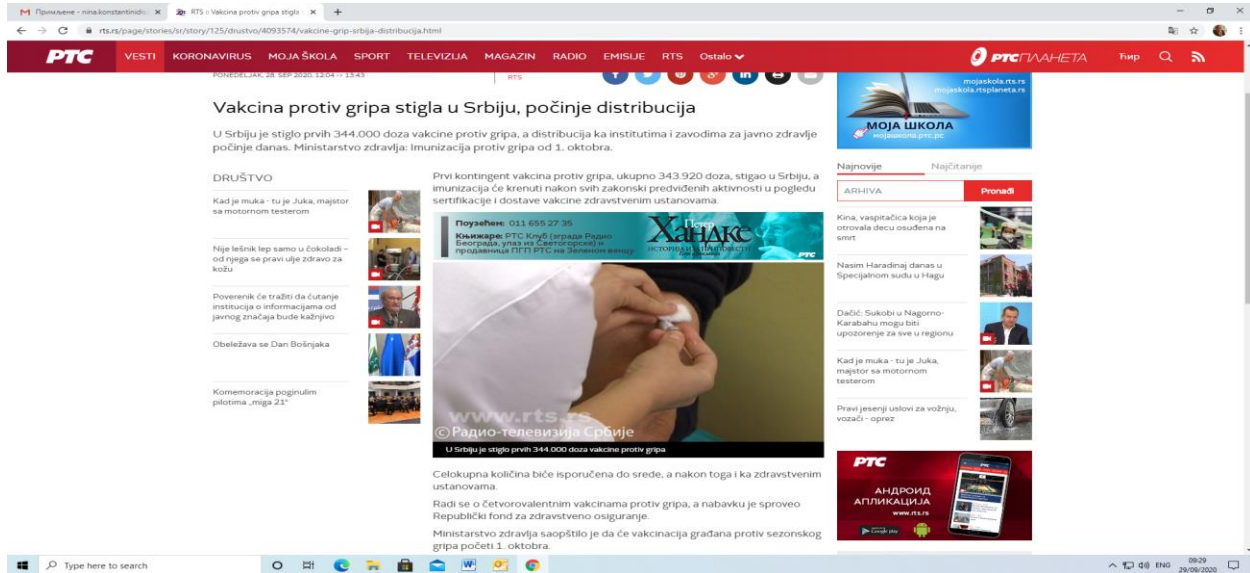 Примљене - nina.konstantinidis
RTS :: Vakcina protiv gripa stigla
rts.rs/page/stories/sr/story/125/drustvo/4093574/vakcine-grip-srbija-distribucija.html
РТС VESTI KORONAVIRUS MOJA ŠKOLA SPORT TELEVIZIJA MAGAZIN RADIO EMISIJE RTS Ostalo РТС ПЛАНЕТА Ћир
PONEDELJAK, 28. SEP 2020, 12:04 -> 13:43
RTS
Vakcina protiv gripa stigla u Srbiju, počinje distribucija
U Srbiju je stiglo prvih 344.000 doza vakcine protiv gripa, a distribucija ka institutima i zavodima za javno zdravlje
počinje danas. Ministarstvo zdravlja: Imunizacija protiv gripa od 1. oktobra.
DRUŠTVO
Kad je muka - tu je Juka, majstor
sa motornom testerom
Nije lešnik lep samo u čokoladi –
od njega se pravi ulje zdravo za
kožu
Poverenik će tražiti da ćutanje
institucija o informacijama od
javnog značaja bude kažnjivo
Obeležava se Dan Bošnjaka
Komemoracija poginulim
pilotima „miga 21“
Prvi kontingent vakcina protiv gripa, ukupno 343.920 doza, stigao u Srbiju, a
imunizacija će krenuti nakon svih zakonski predviđenih aktivnosti u pogledu
sertifikacije i dostave vakcine zdravstvenim ustanovama.
Поузећем: 011 655 27 35
Књижаре: РТС Клуб (зграда Радио
Београда, улаз из Светогорске) и
продавница ПГП РТС на Зеленом венцу
Петер
Хандке
РТС
www.rts.rs
© Радио-телевизија Србије
U Srbiju je stiglo prvih 344.000 doza vakcine protiv gripa
Celokupna količina biće isporučena do srede, a nakon toga i ka zdravstvenim
ustanovama.
Radi se o četvorovalentnim vakcinama protiv gripa, a nabavku je sproveo
Republički fond za zdravstveno osiguranje.
Ministarstvo zdravlja saopštilo je da će vakcinacija građana protiv sezonskog
gripa početi 1. oktobra.
mojaskola.rts.rs
mojaskola.rtsplaneta.rs
МОЈА ШКОЛА
мојашкола.ртс.рс
Najnovije Najčitanije
ARHIVA Pronađi
Kina, vaspitačica koja je
otrovala decu osuđena na
smrt
Nasim Haradinaj danas u
Specijalnom sudu u Hagu
Dačić: Sukobi u Nagorno-
Karabahu mogu biti
upozorenje za sve u regionu
Kad je muka - tu je Juka,
majstor sa motornom
testerom
Pravi jesenji uslovi za vožnju,
vozači - oprez
РТС
АНДРОИД
АПЛИКАЦИЈА
www.rts.rs
Google play
Type here to search
ENG
09:29
29/09/2020